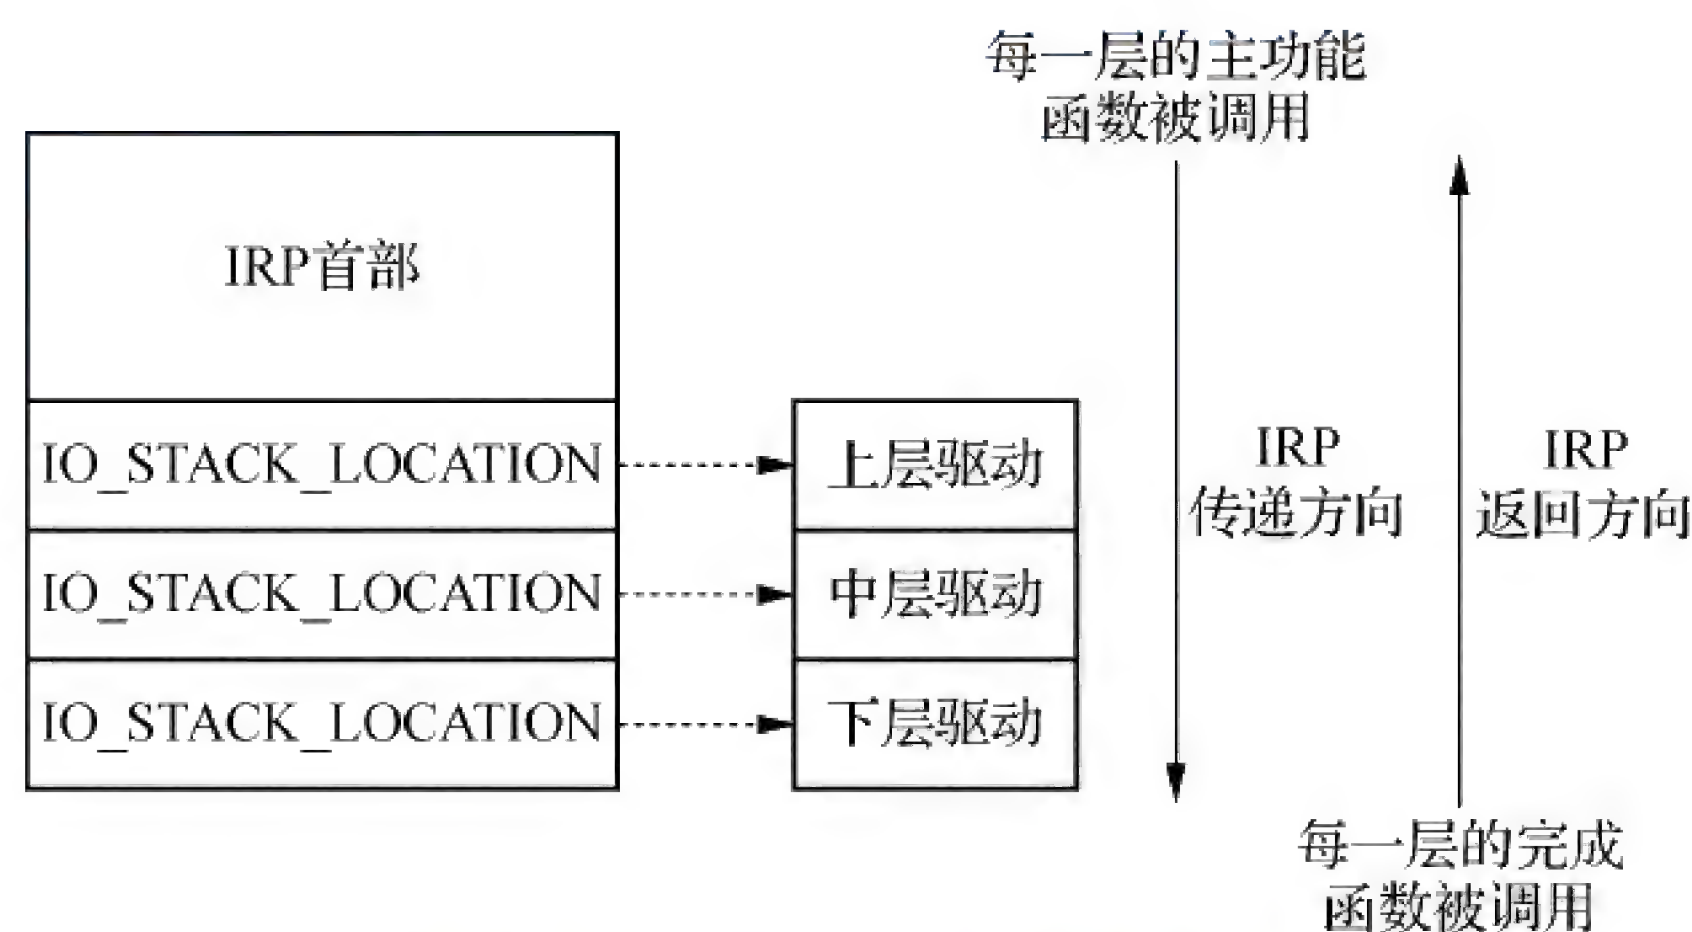 每一层的主功能
函数被调用
IRP首部
IO_STACK_LOCATION
上层驱动
IO_STACK_LOCATION
中层驱动
IO_STACK_LOCATION
下层驱动
IRP
传递方向
IRP
返回方向
每一层的完成
函数被调用